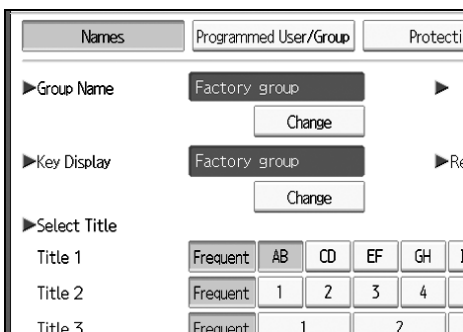 Names Programmed User/Group
▶Group Name Factory group ▶
Change
▶Key Display Factory group ▶
Change
▶Select Title
Title 1 Frequent AB CD EF GH
Title 2 Frequent 1 2 3 4
Title 3 Frequent 1 2